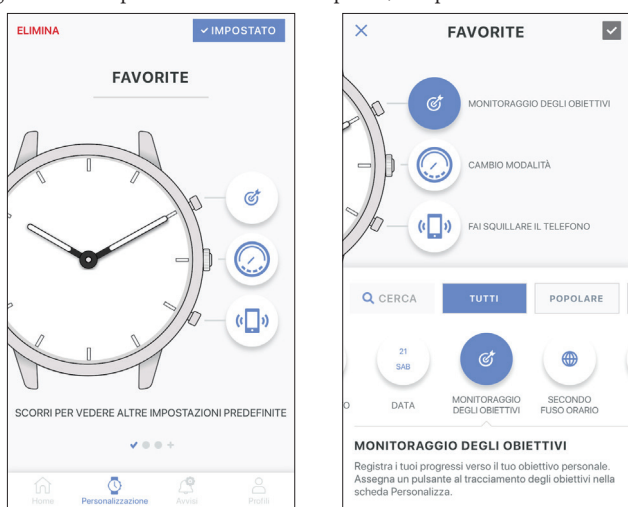 ELIMINA
IMPOSTATO
FAVORITE
SCORRI PER VEDERE ALTRE IMPOSTAZIONI PREDEFINITE
Home
Personalizzazione
Avvisi
Profili
FAVORITE
MONITORAGGIO DEGLI OBIETTIVI
CAMBIO MODALITÀ
FAI SQUILLARE IL TELEFONO
CERCA
TUTTI
POPOLARE
21
SAB
O
DATA
MONITORAGGIO
DEGLI OBIETTIVI
SECONDO
FUSO ORARIO
MONITORAGGIO DEGLI OBIETTIVI
Registra i tuoi progressi verso il tuo obiettivo personale.
Assegna un pulsante al tracciamento degli obiettivi nella
scheda Personalizza.